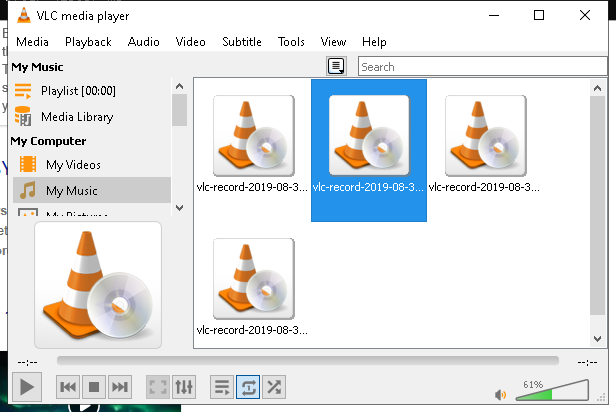 VLC media player
Media Playback Audio Video Subtitle Tools View Help
My Music
Search
Playlist [00:00]
Media Library
My Computer
My Videos
My Music
My Pictures
vlc-record-2019-08-3... vlc-record-2019-08-3... vlc-record-2019-08-3...
vlc-record-2019-08-3...
--:-- --:--
61%